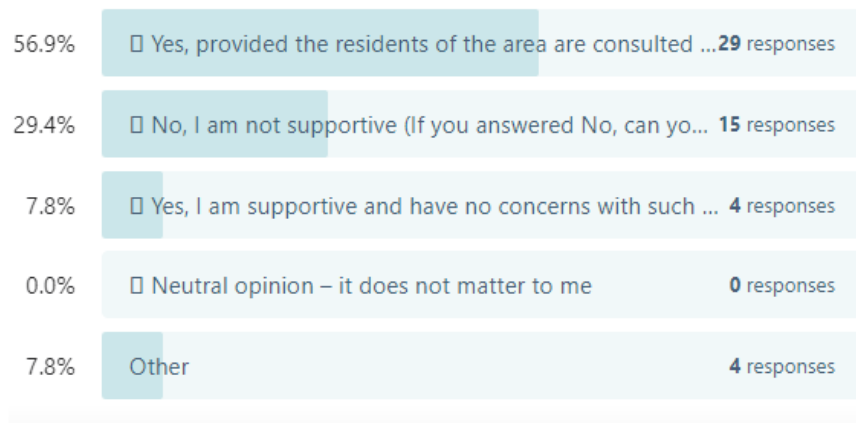 56.9% ▯ Yes, provided the residents of the area are consulted ...29 responses
29.4% ▯ No, I am not supportive (If you answered No, can yo... 15 responses
7.8% ▯ Yes, I am supportive and have no concerns with such ... 4 responses
0.0% ▯ Neutral opinion – it does not matter to me 0 responses
7.8% Other 4 responses